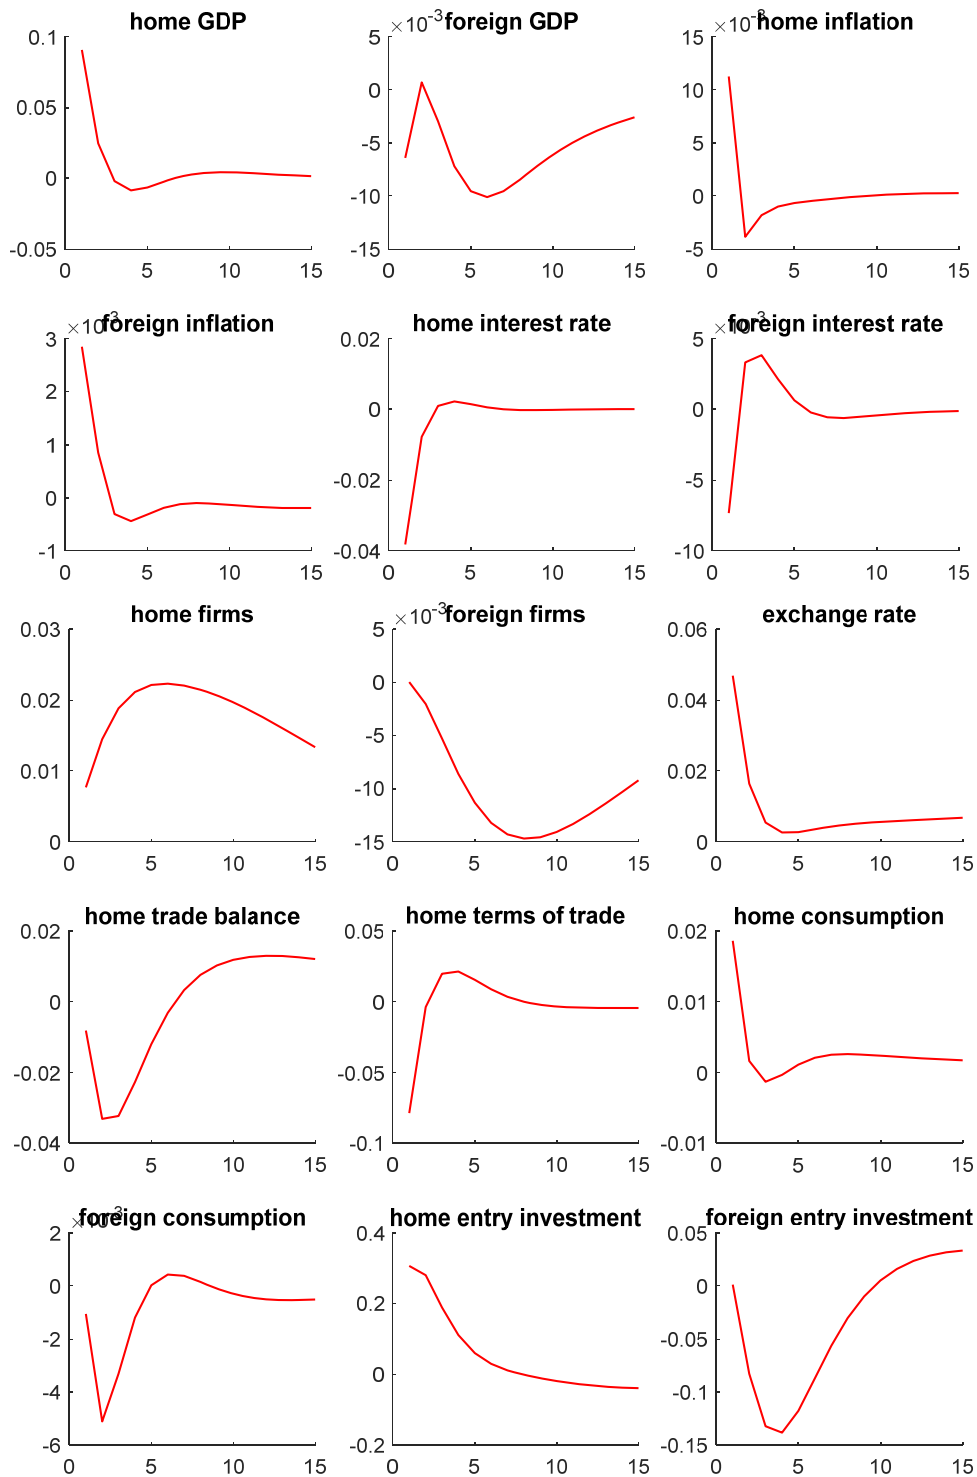 home GDP
0.1
0.05
0
-0.05
0 5 10 15
×10⁻³
foreign GDP
5
0
-5
-10
-15
0 5 10 15
×10⁻³
home inflation
15
10
5
0
-5
0 5 10 15
×10⁻³
foreign inflation
3
2
1
0
-1
0 5 10 15
home interest rate
0.02
0
-0.02
-0.04
0 5 10 15
×10⁻³
foreign interest rate
5
0
-5
-10
0 5 10 15
home firms
0.03
0.02
0.01
0
0 5 10 15
×10⁻³
foreign firms
5
0
-5
-10
-15
0 5 10 15
exchange rate
0.06
0.04
0.02
0
0 5 10 15
home trade balance
0.02
0
-0.02
-0.04
0 5 10 15
home terms of trade
0.05
0
-0.05
-0.1
0 5 10 15
home consumption
0.02
0.01
0
-0.01
0 5 10 15
×10⁻³
foreign consumption
2
0
-2
-4
-6
0 5 10 15
home entry investment
0.4
0.2
0
-0.2
0 5 10 15
foreign entry investment
0.05
0
-0.05
-0.1
-0.15
0 5 10 15